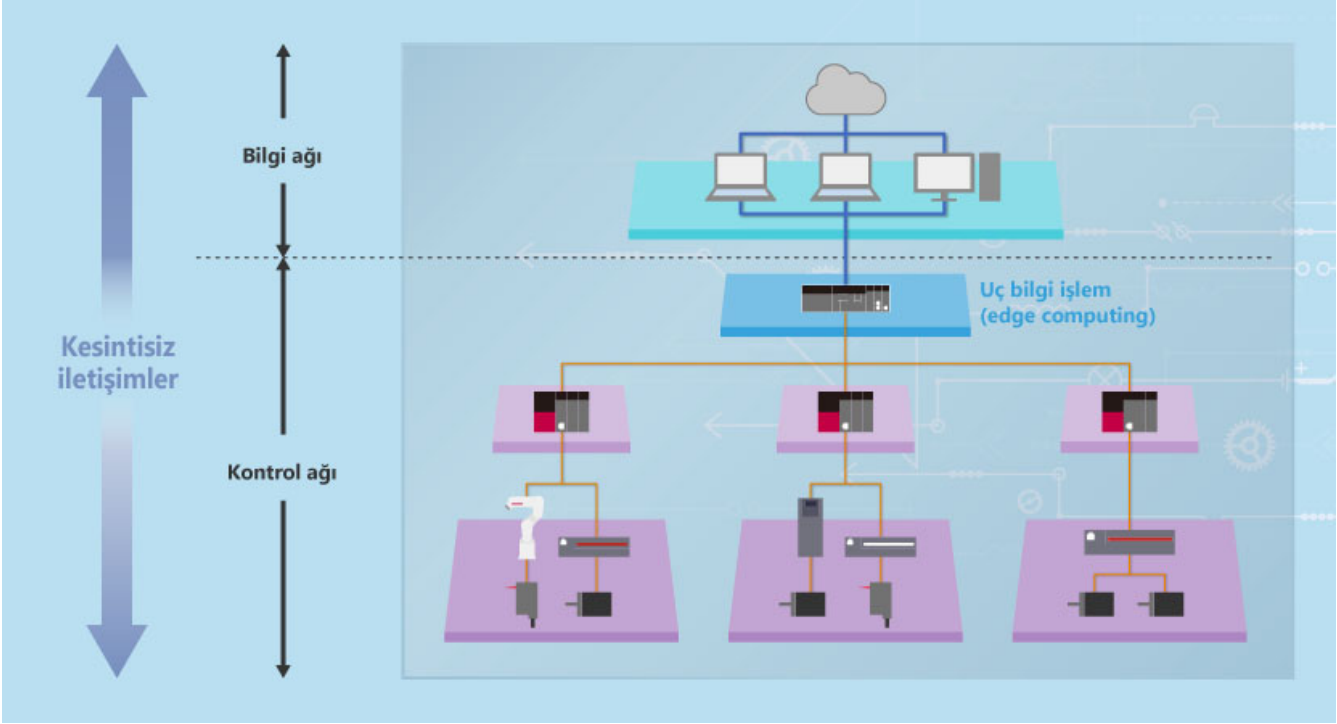 Bilgi ağı
Uç bilgi işlem
(edge computing)
Kesintisiz
iletişimler
Kontrol ağı